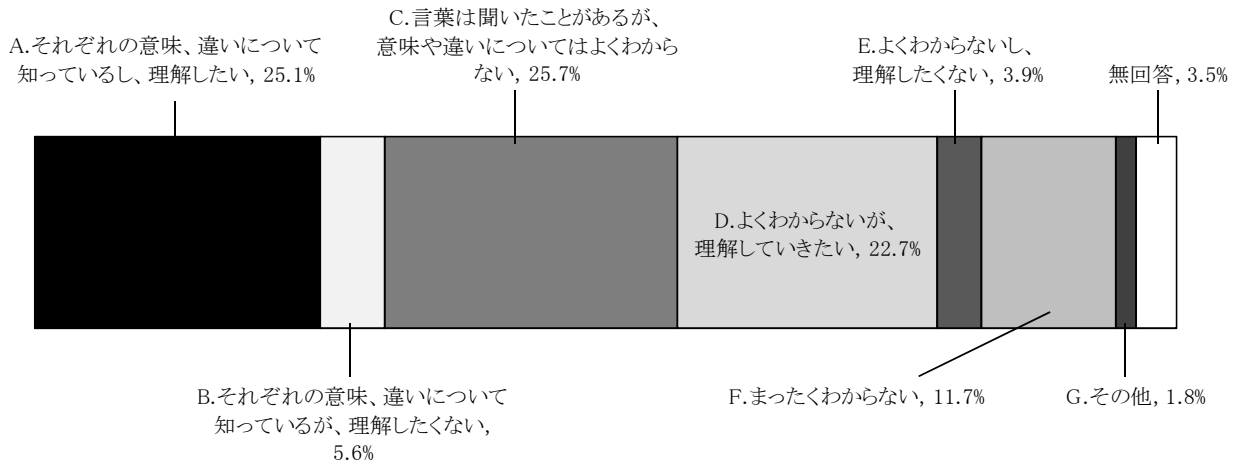 A.それぞれの意味、違いについて
知っているし、理解したい, 25.1%
B.それぞれの意味、違いについて
知っているが、理解したくない,
5.6%
C.言葉は聞いたことがあるが、
意味や違いについてはよくわから
ない, 25.7%
D.よくわからないが、
理解していきたい, 22.7%
E.よくわからないし、
理解したくない, 3.9%
F.まったくわからない, 11.7%
G.その他, 1.8%
無回答, 3.5%